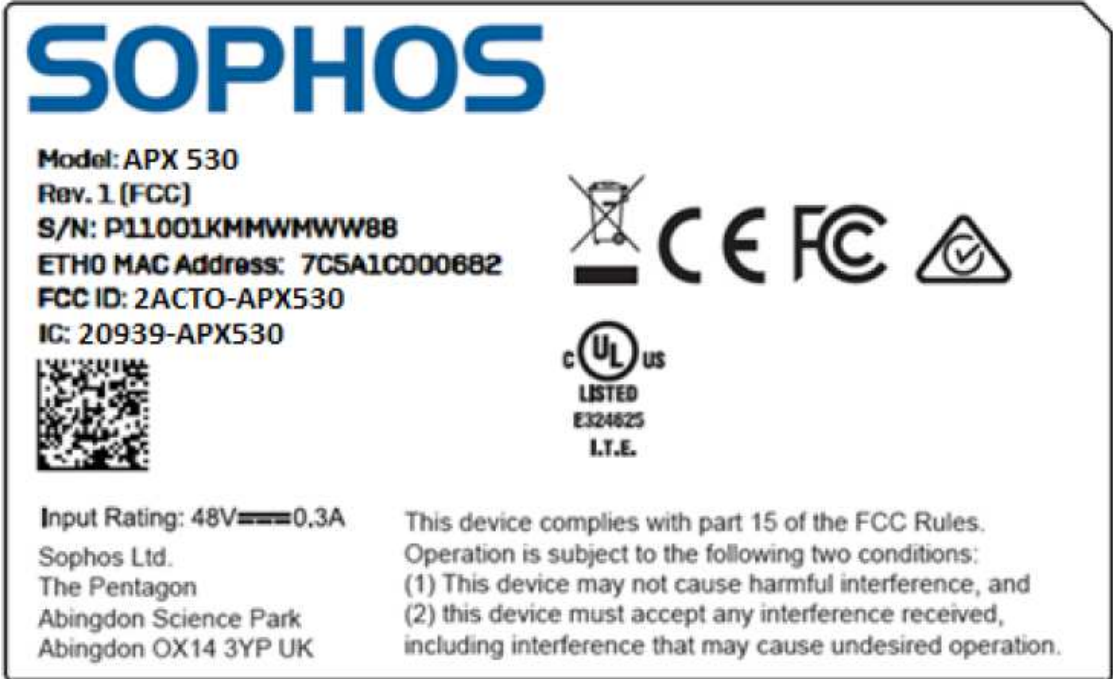 SOPHOS
Model: APX 530
Rev. 1 (FCC)
S/N: P11001KMMWMWW88
ETH0 MAC Address: 7C5A1C000682
FCC ID: 2ACTO-APX530
IC: 20939-APX530
CE FC
C UL US
LISTED
E324625
I.T.E.
Input Rating: 48V⎓0.3A
Sophos Ltd.
The Pentagon
Abingdon Science Park
Abingdon OX14 3YP UK
This device complies with part 15 of the FCC Rules.
Operation is subject to the following two conditions:
(1) This device may not cause harmful interference, and
(2) this device must accept any interference received,
including interference that may cause undesired operation.